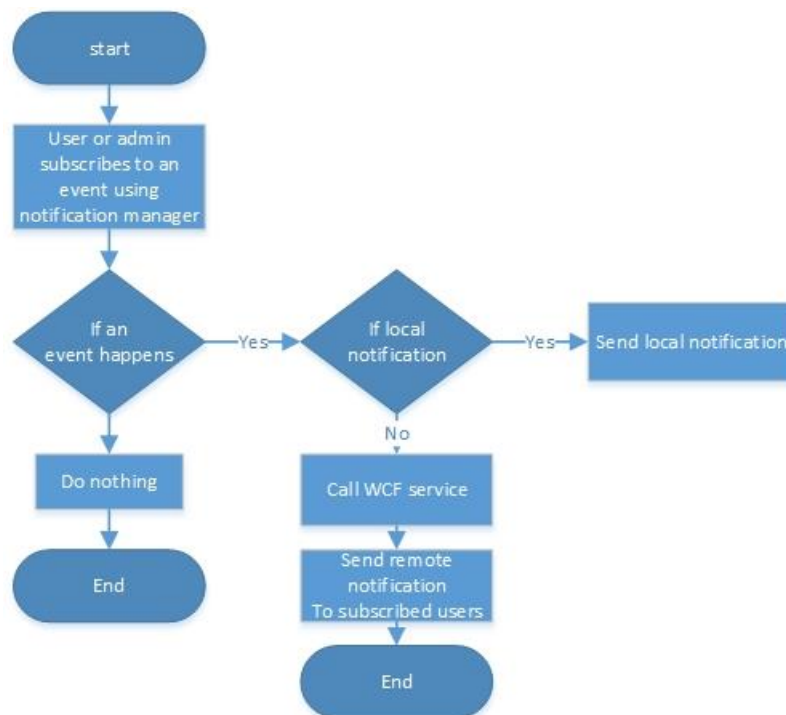 start
User or admin
subscribes to an
event using
notification manager
If an
event happens
Yes
If local
notification
Yes
Send local notification
No
Do nothing
Call WCF service
End
Send remote
notification
To subscribed users
End